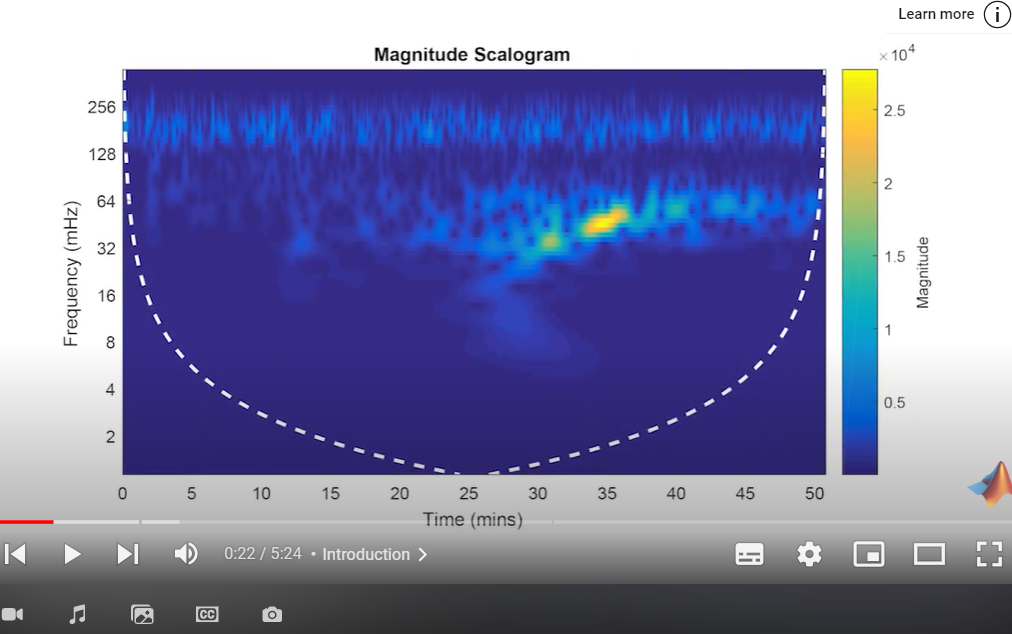 Learn more
Magnitude Scalogram
× 10⁴
256
128
64
32
16
8
4
2
Frequency (mHz)
0 5 10 15 20 25 30 35 40 45 50
Time (mins)
2.5
2
1.5
1
0.5
Magnitude
0:22 / 5:24 • Introduction
CC